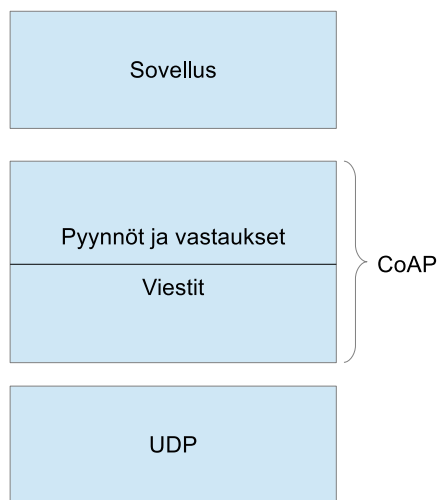 Sovellus
Pyynnöt ja vastaukset
Viestit
CoAP
UDP